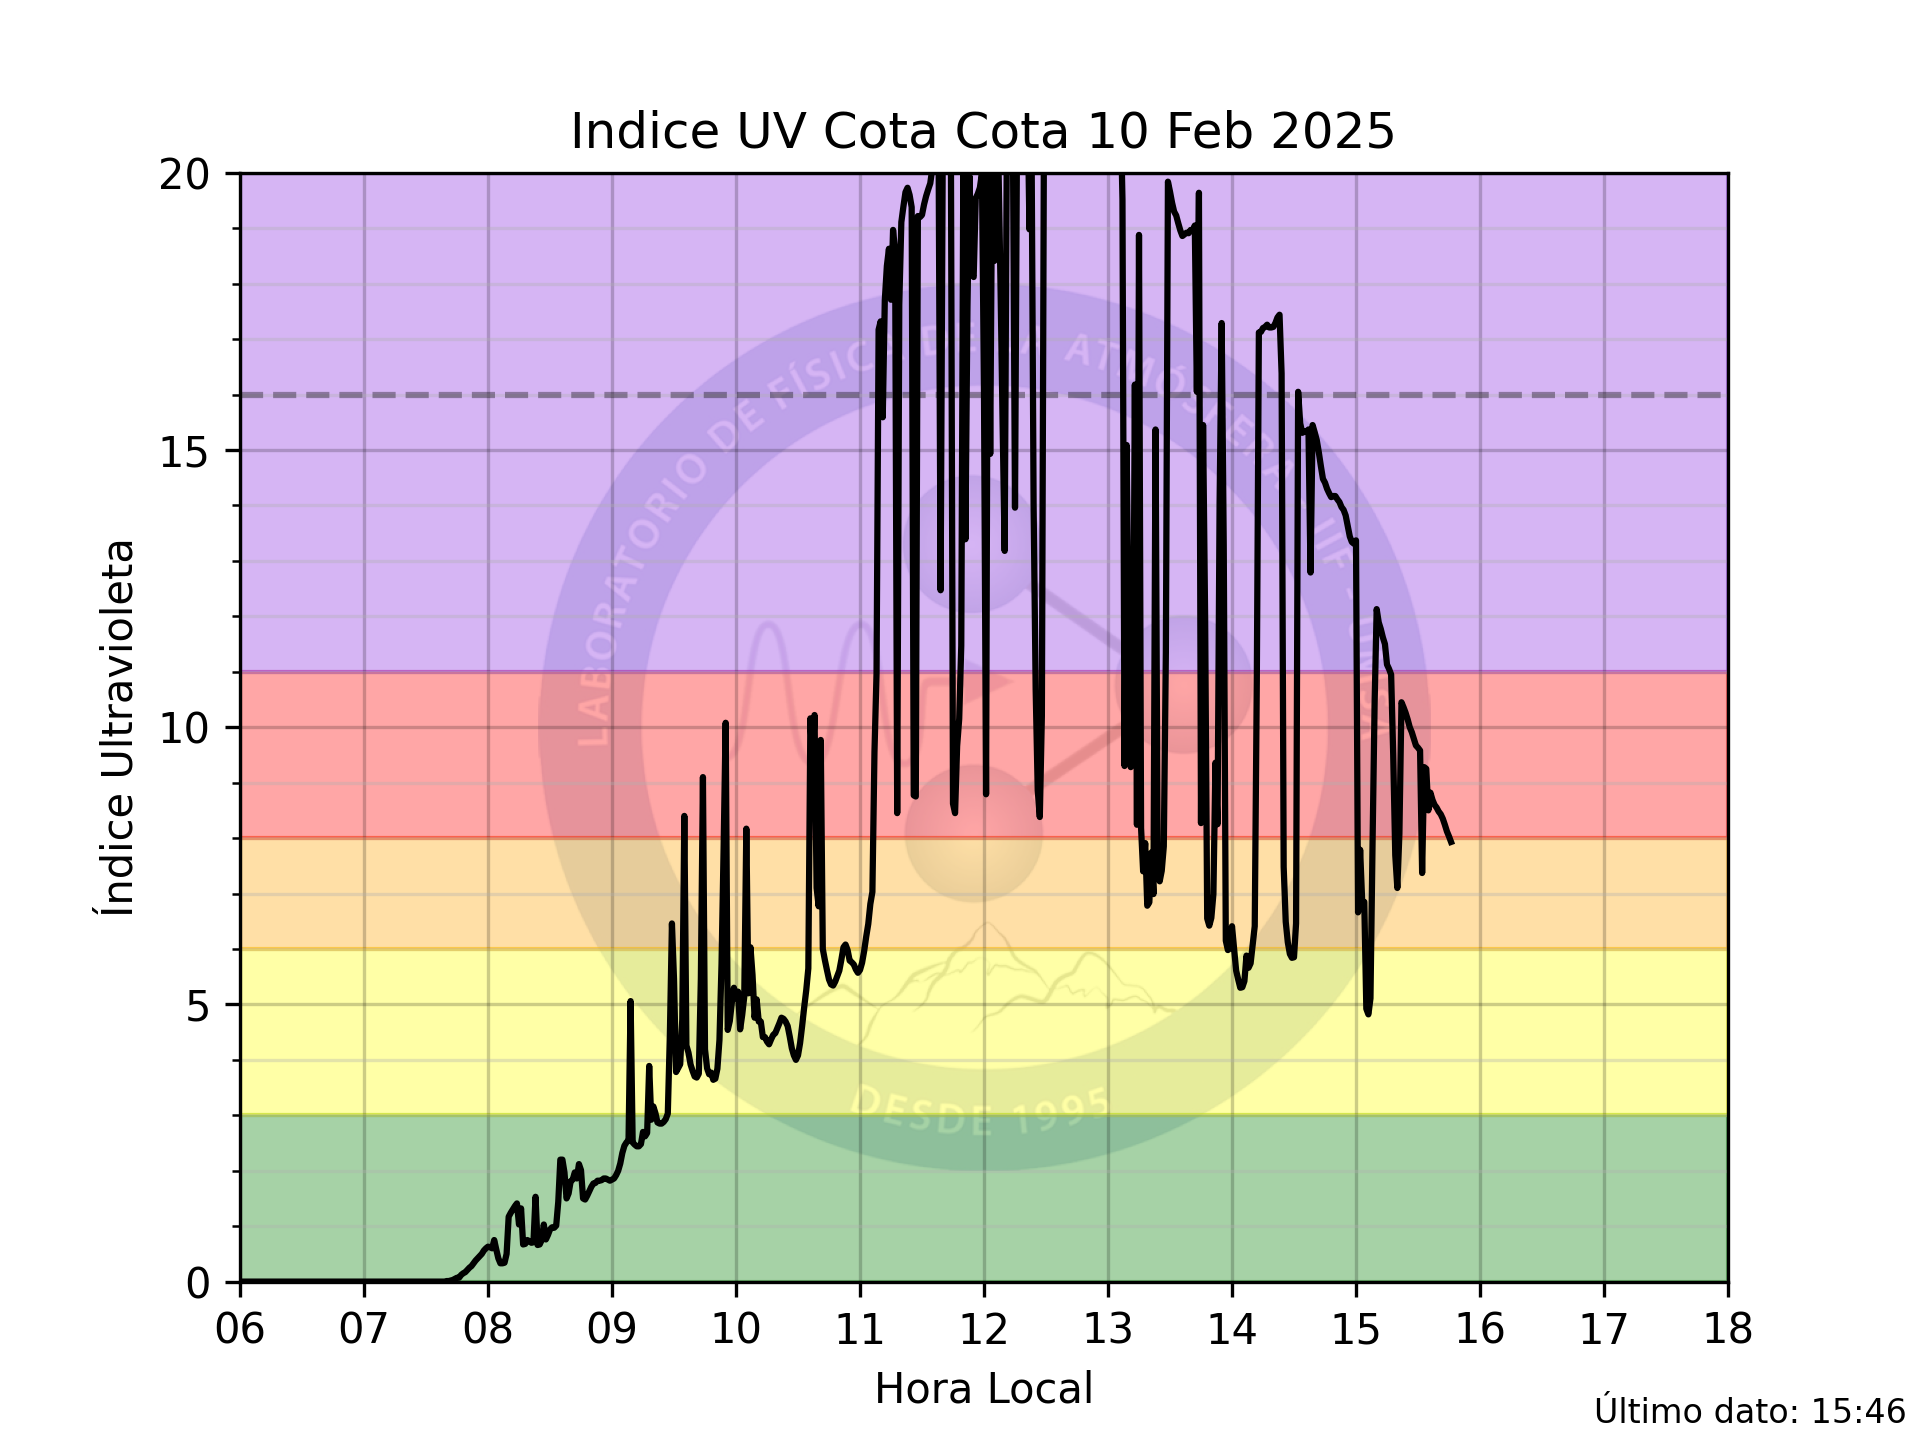 Indice UV Cota Cota 10 Feb 2025
20
15
10
5
0
Índice Ultravioleta
LABORATORIO DE FÍSICA DE
ATMÓSFERA
IIF
DESDE 1995
06 07 08 09 10 11 12 13 14 15 16 17 18
Hora Local
Último dato: 15:46